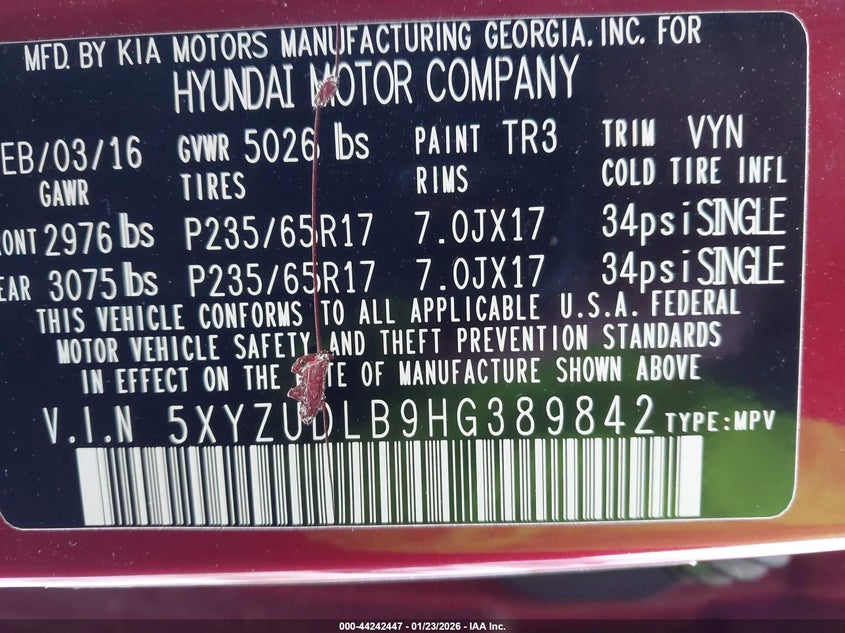 MFD. BY KIA MOTORS MANUFACTURING GEORGIA, INC. FOR
HYUNDAI MOTOR COMPANY
EB/03/16 GVWR 5026 lbs PAINT TR3 TRIM VYN
GAWR TIRES RIMS COLD TIRE INFL
RONT 2976 lbs P235/65R17 7.0JX17 34psi SINGLE
EAR 3075 lbs P235/65R17 7.0JX17 34psi SINGLE
THIS VEHICLE CONFORMS TO ALL APPLICABLE U.S.A. FEDERAL
MOTOR VEHICLE SAFETY AND THEFT PREVENTION STANDARDS
IN EFFECT ON THE OF MANUFACTURE SHOWN ABOVE
V.I.N 5XYZUDLB9HG389842 TYPE:MPV
000-44242447 - 01/23/2026 - IAA Inc.